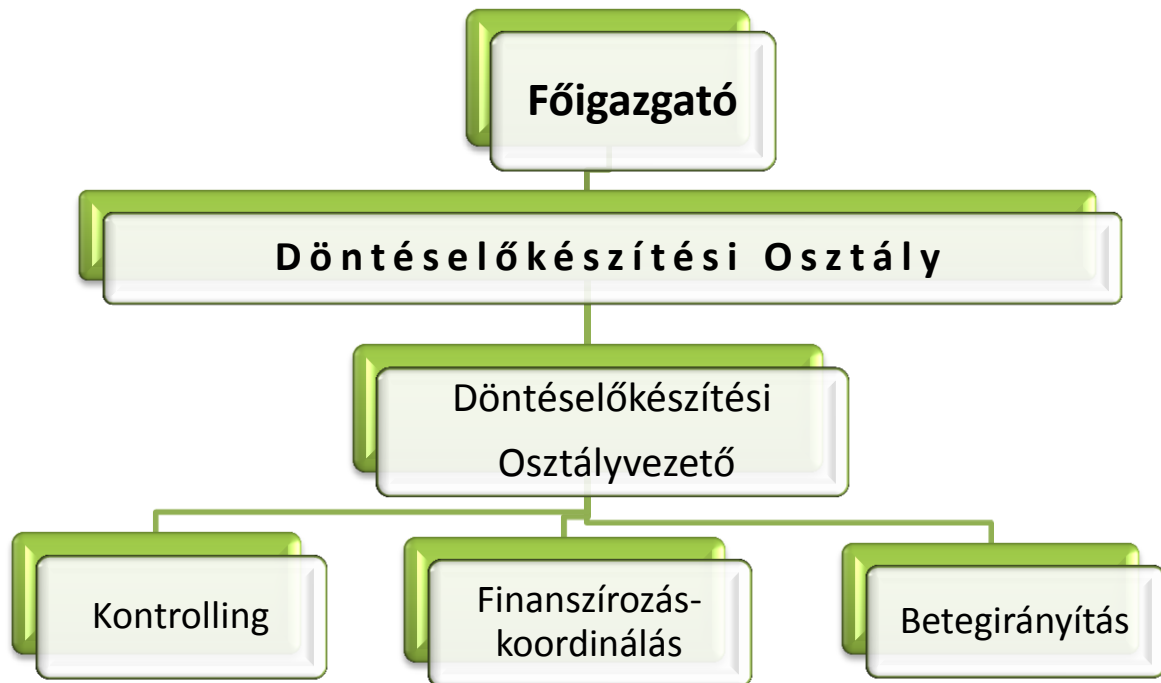 Főigazgató
Döntéselőkészítési Osztály
Döntéselőkészítési
Osztályvezető
Kontrolling
Finanszírozás-
koordinálás
Betegirányítás